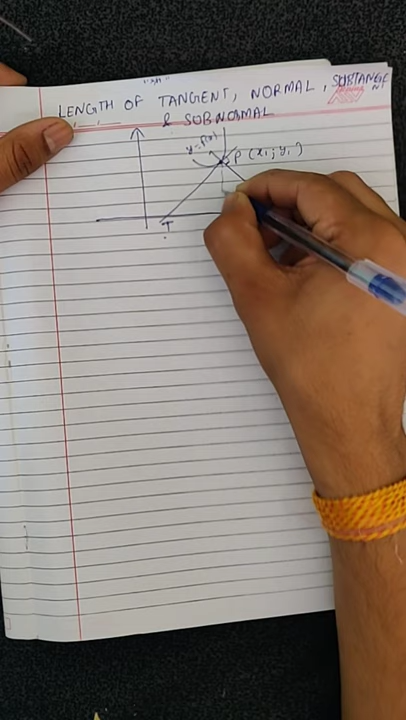 LENGTH OF TANGENT, NORMAL, SUBTANGENT
& SUBNORMAL
y=f(x)
P (x₁, y₁)
T